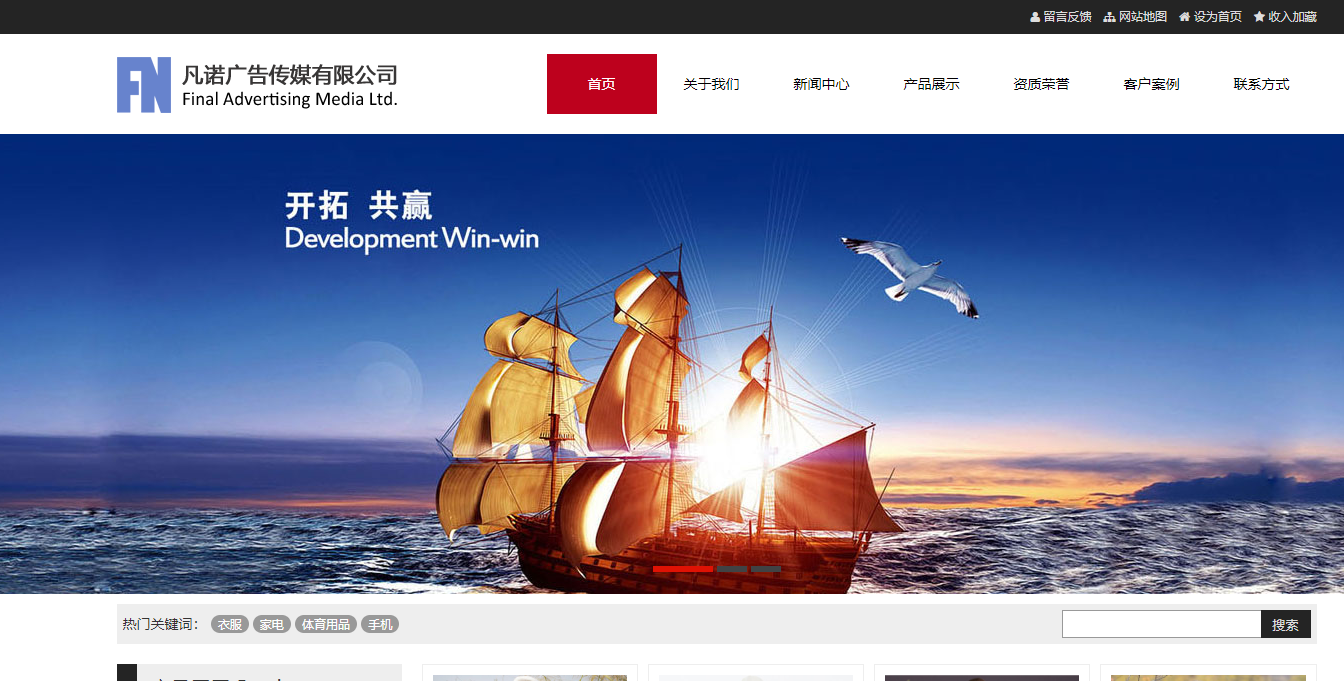 留言反馈 网站地图 设为首页 收入加藏
凡诺广告传媒有限公司
Final Advertising Media Ltd.
首页 关于我们 新闻中心 产品展示 资质荣誉 客户案例 联系方式
开拓 共赢
Development Win-win
热门关键词： 衣服 家电 体育用品 手机 搜索